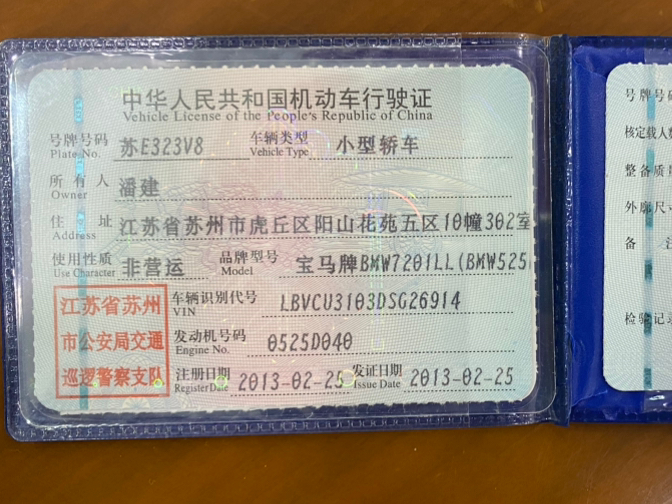 中华人民共和国机动车行驶证
Vehicle License of the People's Republic of China
号牌号码 Plate No. 苏E323V8 车辆类型 Vehicle Type 小型轿车
所有人 Owner 潘建
住址 Address 江苏省苏州市虎丘区阳山花苑五区10幢302室
使用性质 Use Character 非营运 品牌型号 Model 宝马牌BMW7201LL(BMW525
江苏省苏州
市公安局交通
巡逻警察支队
车辆识别代号 VIN LBVCU3103DSG26914
发动机号码 Engine No. 0525D040
注册日期 Register Date 2013-02-25 发证日期 Issue Date 2013-02-25
号牌号码
核定载人数
整备质量
外廓尺寸
备 注
检验记录